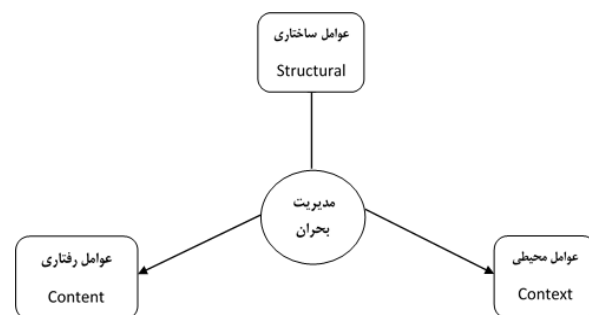 عوامل ساختاری
Structural
مدیریت
بحران
عوامل رفتاری
Content
عوامل محیطی
Context